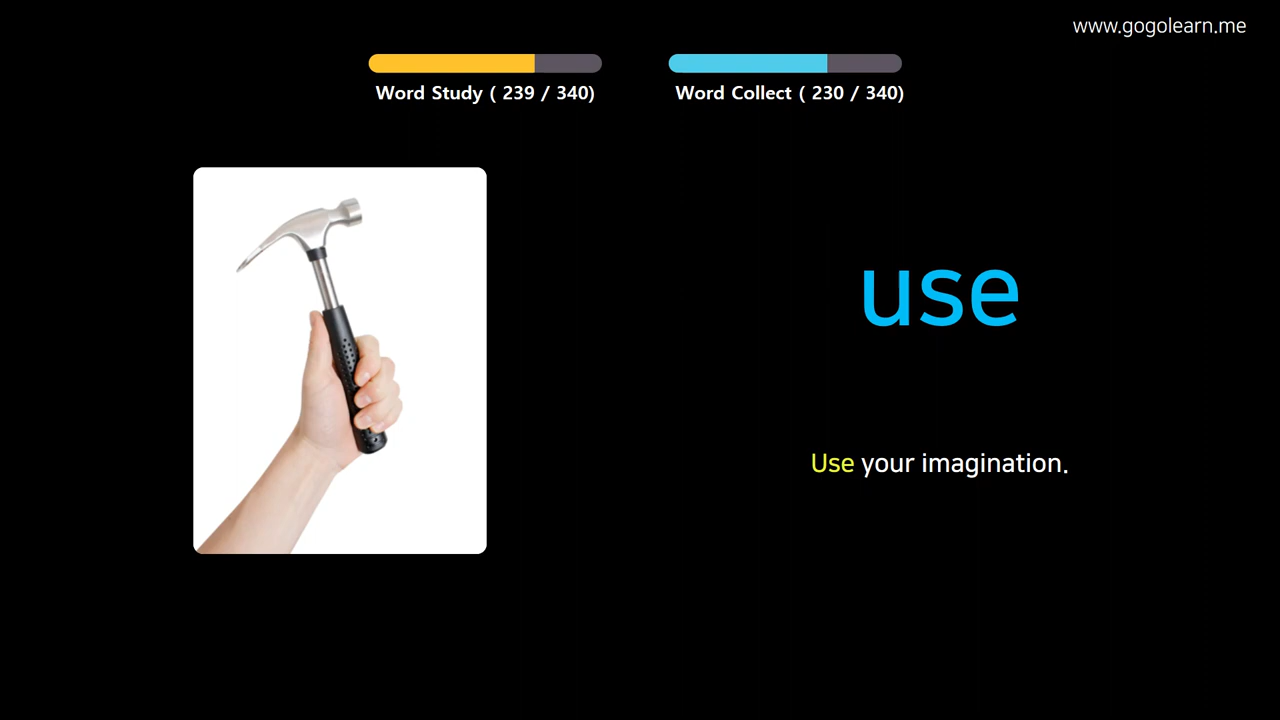 www.gogolearn.me
Word Study ( 239 / 340)
Word Collect ( 230 / 340)
use
Use your imagination.